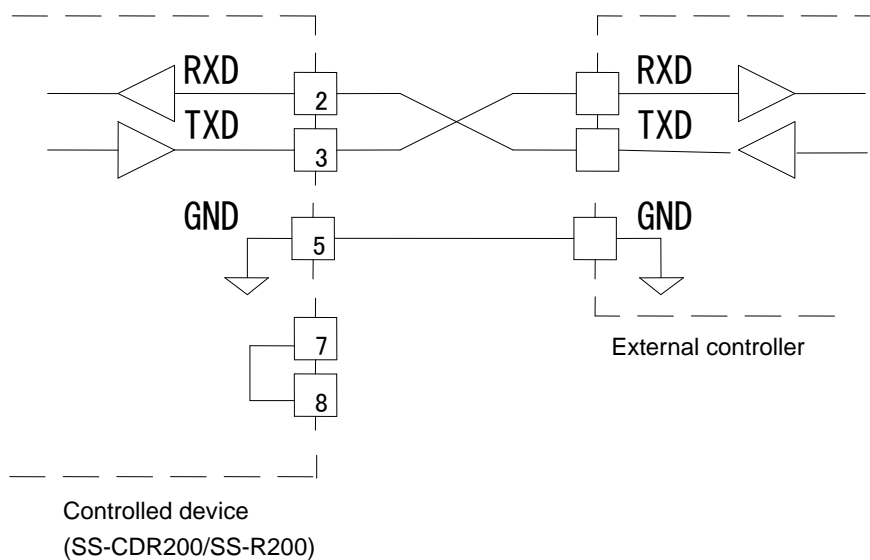 RXD RXD
2
TXD TXD
3
GND GND
5
7
External controller
8
Controlled device
(SS-CDR200/SS-R200)